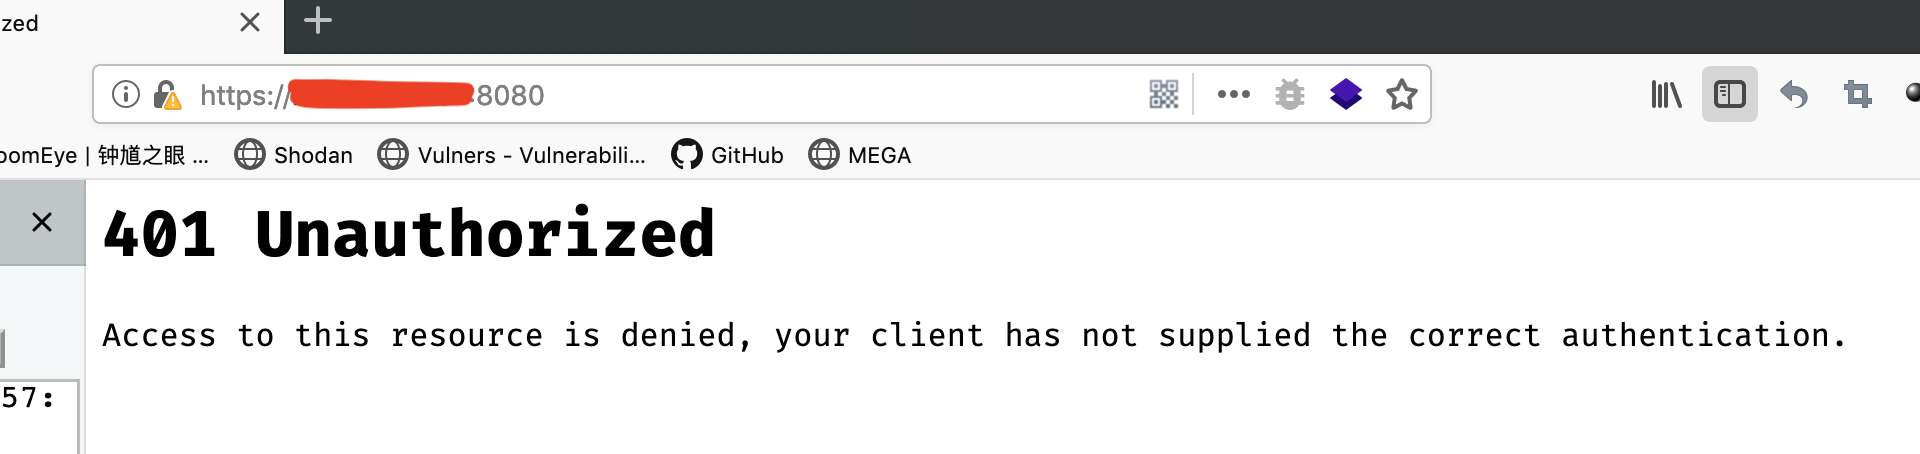 zed
https:// :8080
oomEye | 钟馗之眼 ...
Shodan
Vulners - Vulnerabili...
GitHub
MEGA
401 Unauthorized
Access to this resource is denied, your client has not supplied the correct authentication.
57: